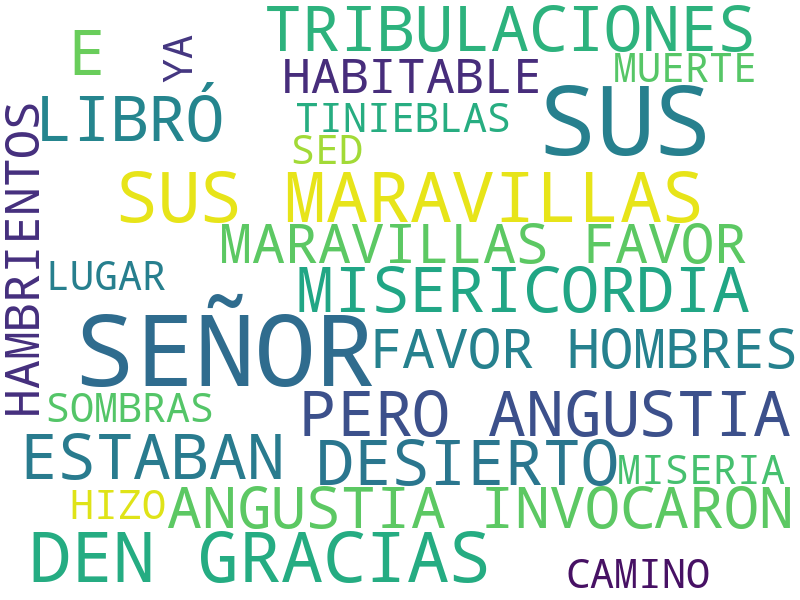 TRIBULACIONES
E
YA
HABITABLE
MUERTE
LIBRÓ
TINIEBLAS
SUS
SED
HAMBRIENTOS
SUS MARAVILLAS
MARAVILLAS FAVOR
LUGAR
MISERICORDIA
SEÑOR
FAVOR HOMBRES
SOMBRAS
PERO ANGUSTIA
ESTABAN
DESIERTO
MISERIA
HIZO
ANGUSTIA INVOCARON
DEN GRACIAS
CAMINO